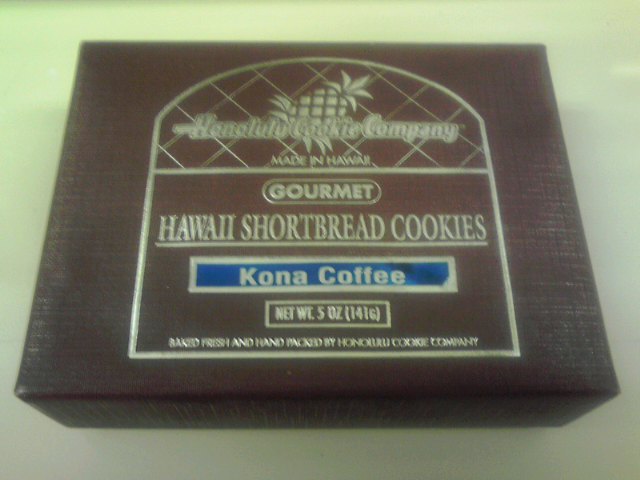 Honolulu Cookie Company
MADE IN HAWAII
GOURMET
HAWAII SHORTBREAD COOKIES
Kona Coffee
NET WT. 5 OZ (141g)
BAKED FRESH AND HAND PACKED BY HONOLULU COOKIE COMPANY